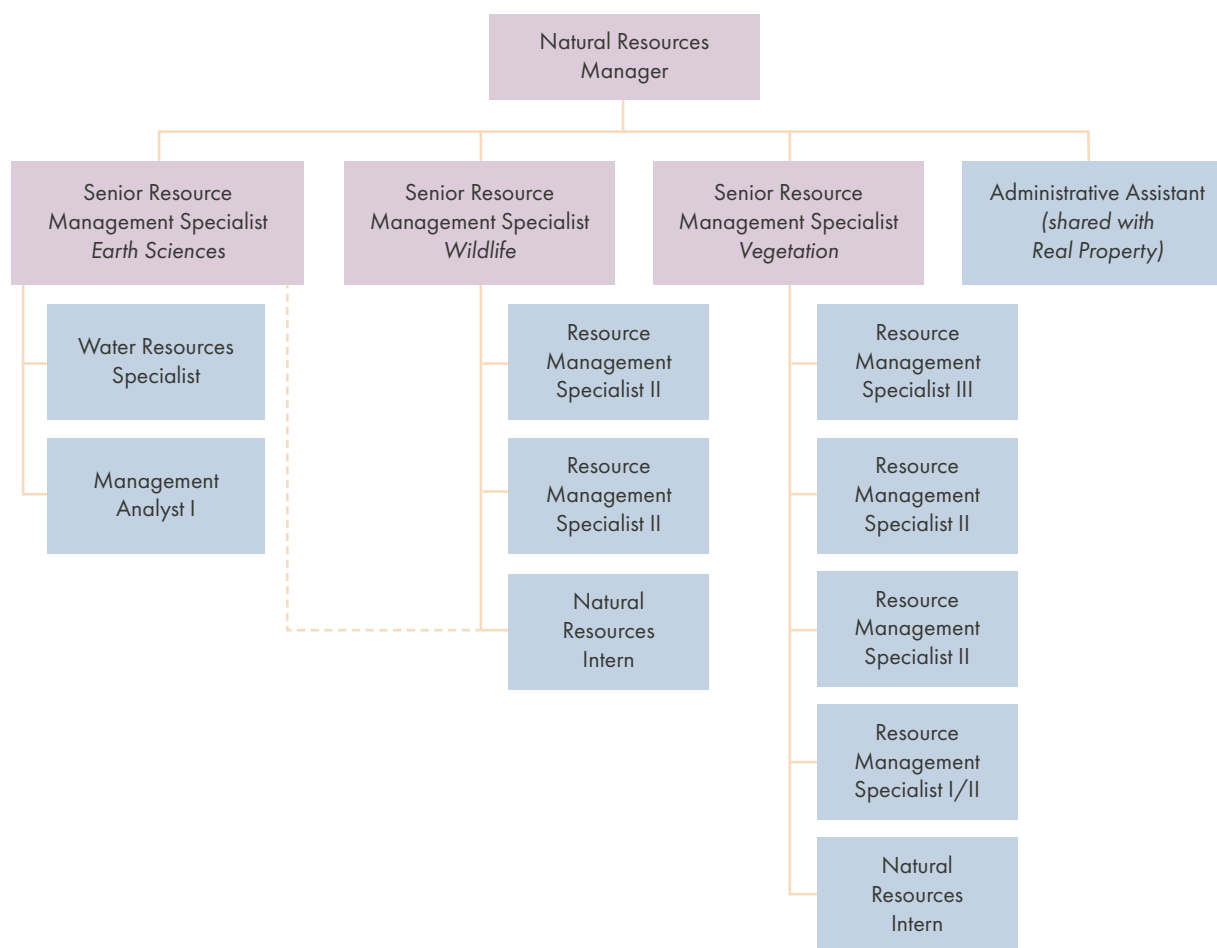 Natural Resources
Manager
Senior Resource
Management Specialist
Earth Sciences
Senior Resource
Management Specialist
Wildlife
Senior Resource
Management Specialist
Vegetation
Administrative Assistant
(shared with
Real Property)
Water Resources
Specialist
Management
Analyst I
Resource
Management
Specialist II
Resource
Management
Specialist II
Natural
Resources
Intern
Resource
Management
Specialist III
Resource
Management
Specialist II
Resource
Management
Specialist II
Resource
Management
Specialist I/II
Natural
Resources
Intern